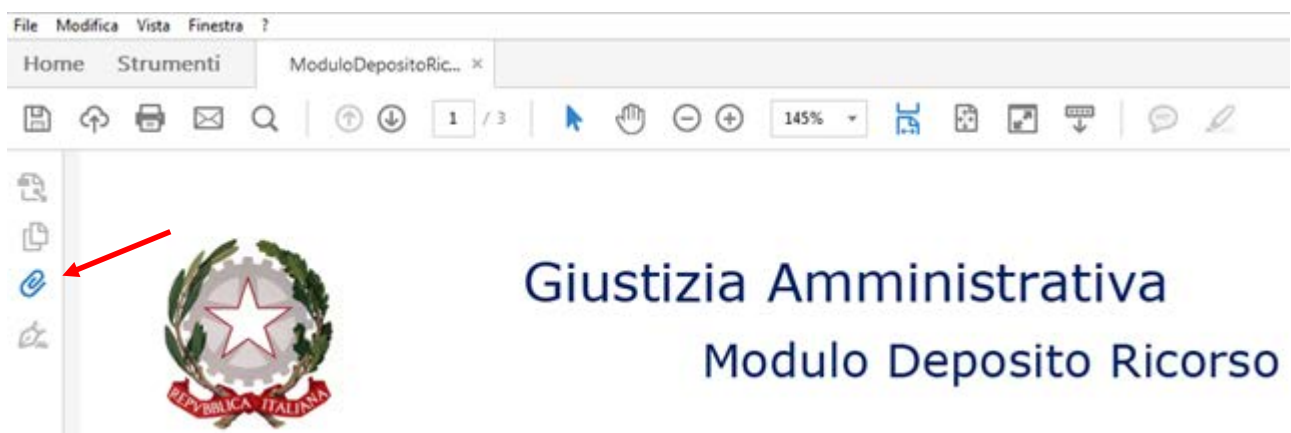 File Modifica Vista Finestra ?
Home Strumenti ModuloDepositoRic... ×
1 / 3 145%
Giustizia Amministrativa
Modulo Deposito Ricorso
REPVBBLICA ITALIANA